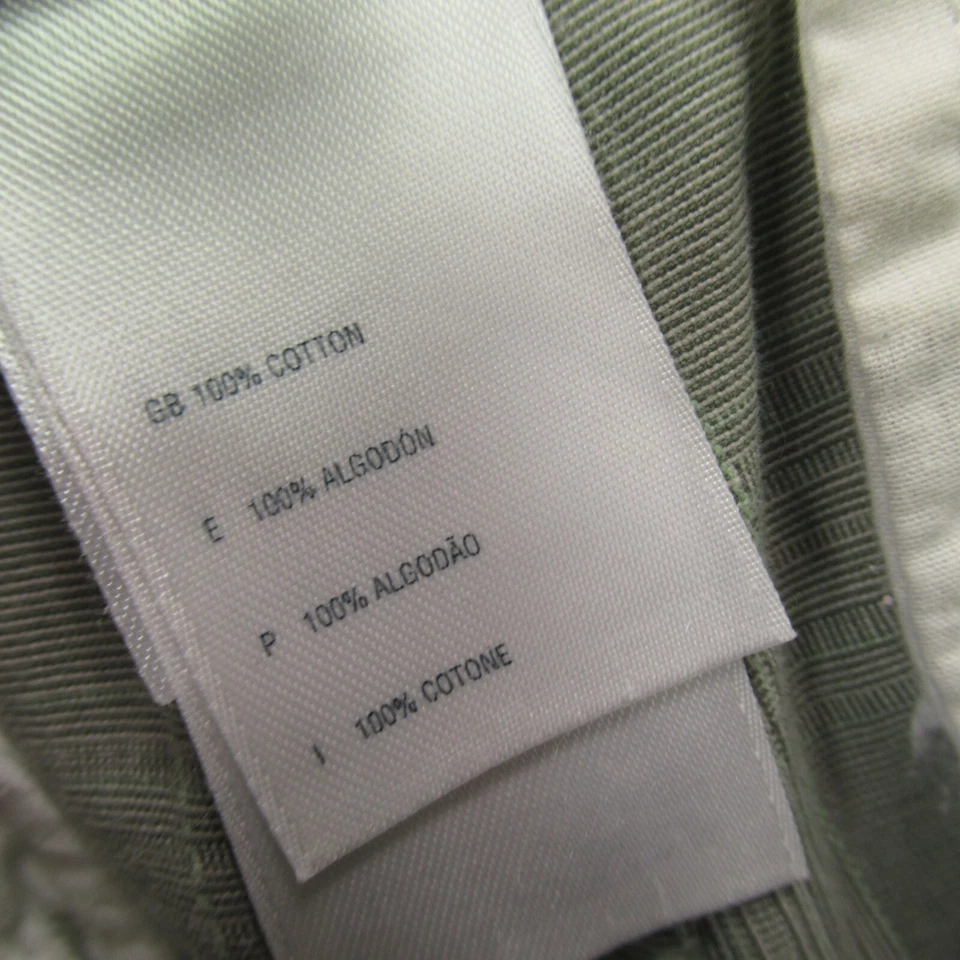 GB 100% COTTON
E 100% ALGODÓN
P 100% ALGODÃO
I 100% COTONE